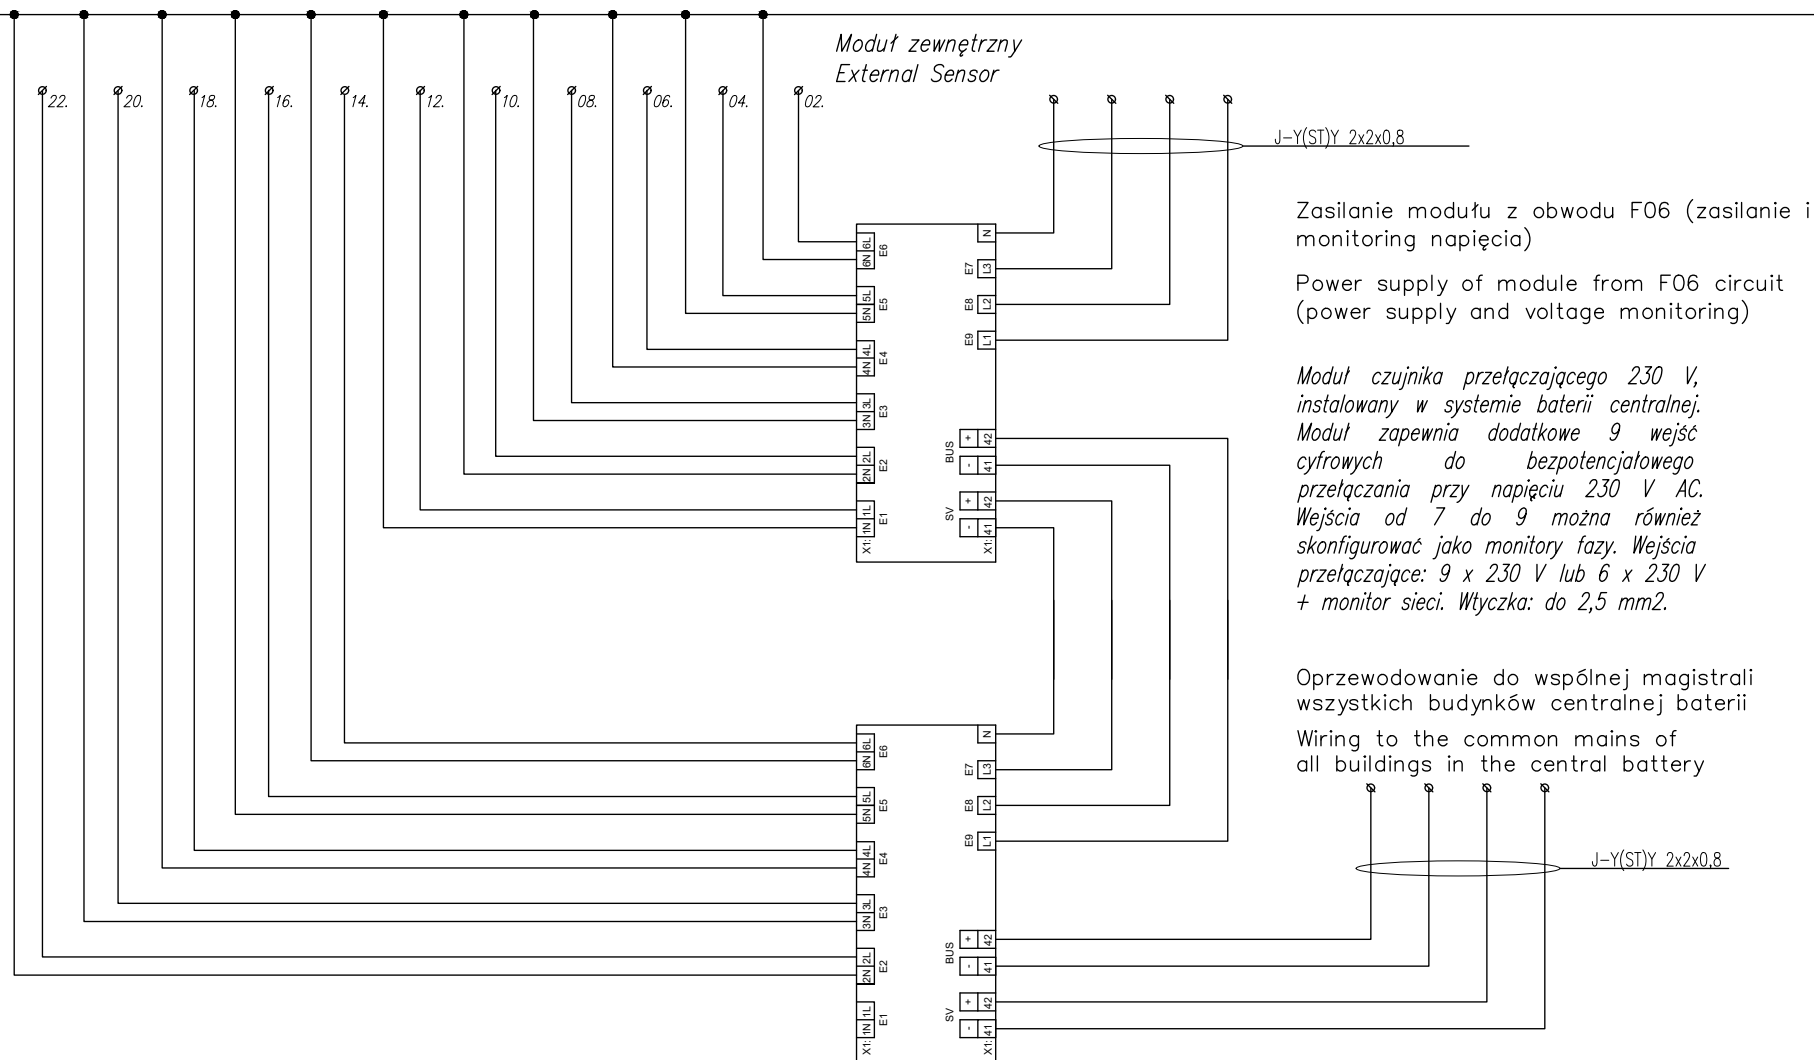 Moduł zewnętrzny
External Sensor
22.
20.
18.
16.
14.
12.
10.
08.
06.
04.
02.
J-Y(ST)Y 2x2x0,8
Zasilanie modułu z obwodu F06 (zasilanie i
monitoring napięcia)
Power supply of module from F06 circuit
(power supply and voltage monitoring)
Moduł czujnika przełączającego 230 V,
instalowany w systemie baterii centralnej.
Moduł zapewnia dodatkowe 9 wejść
cyfrowych do bezpotencjałowego
przełączania przy napięciu 230 V AC.
Wejścia od 7 do 9 można również
skonfigurować jako monitory fazy. Wejścia
przełączające: 9 x 230 V lub 6 x 230 V
+ monitor sieci. Wtyczka: do 2,5 mm2.
Oprzewodowanie do wspólnej magistrali
wszystkich budynków centralnej baterii
Wiring to the common mains of
all buildings in the central battery
J-Y(ST)Y 2x2x0,8
6N 6L E6
5N 5L E5
4N 4L E4
3N 3L E3
2N 2L E2
X1: 1N 1L E1
N
E7 L3
E8 L2
E9 L1
BUS
+ 42
- 41
SV
+ 42
- 41
X1:
6N 6L E6
5N 5L E5
4N 4L E4
3N 3L E3
2N 2L E2
X1: 1N 1L E1
N
E7 L3
E8 L2
E9 L1
BUS
+ 42
- 41
SV
+ 42
- 41
X1: